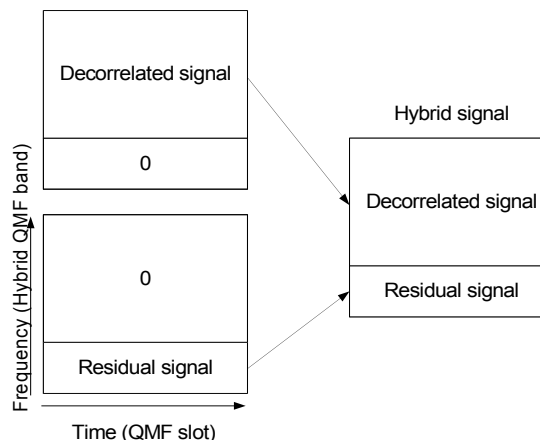 Decorrelated signal
0
Hybrid signal
Decorrelated signal
Residual signal
0
Residual signal
Frequency (Hybrid QMF band)
Time (QMF slot)